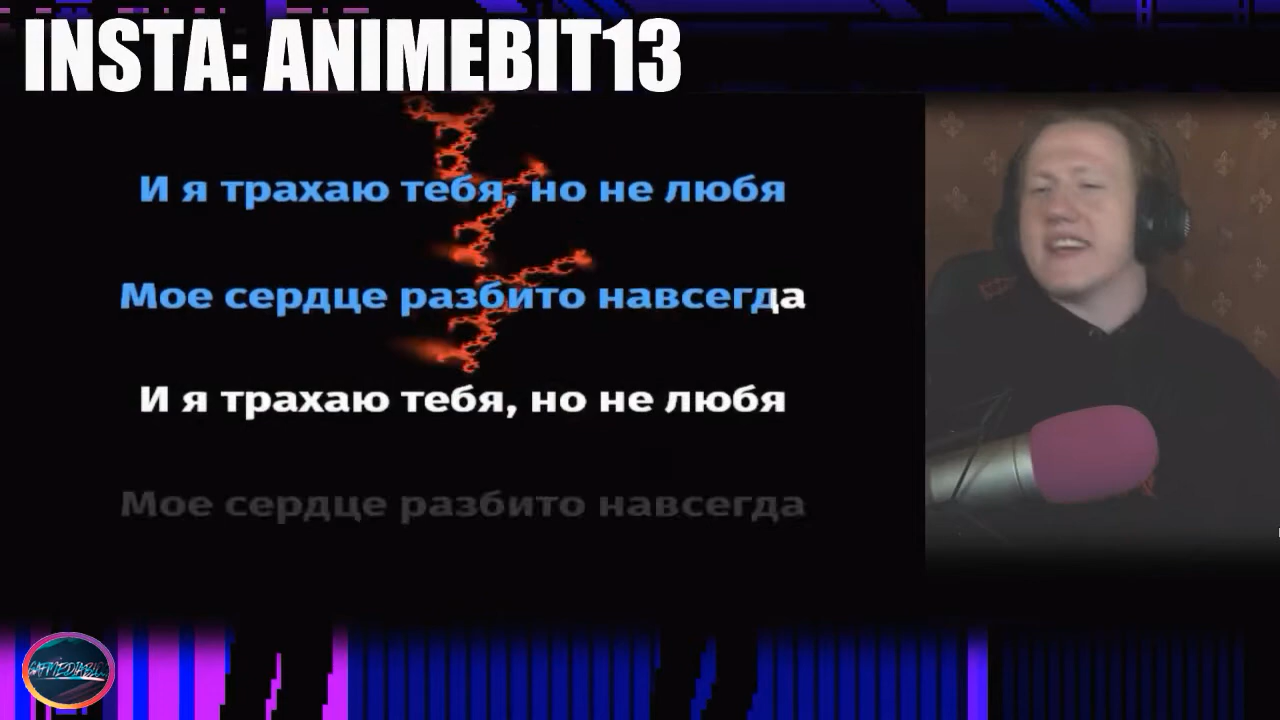 INSTA: ANIMEBIT13
И я трахаю тебя, но не любя
Мое сердце разбито навсегда
И я трахаю тебя, но не любя
Мое сердце разбито навсегда